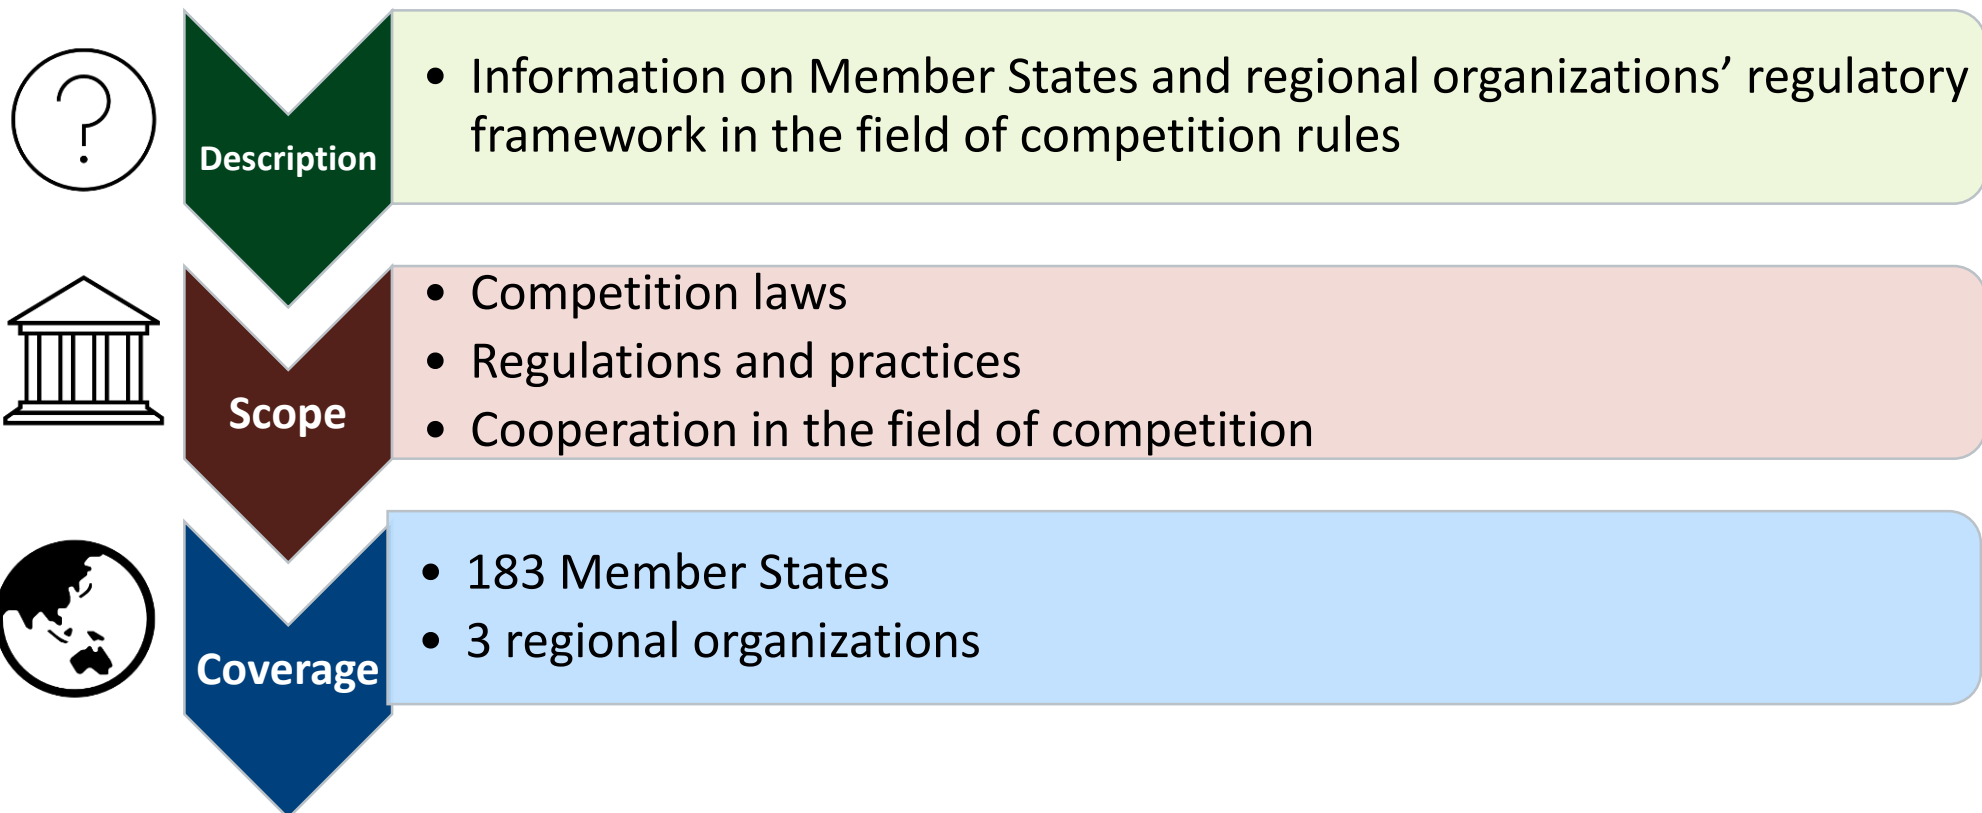 Description
• Information on Member States and regional organizations’ regulatory
framework in the field of competition rules
Scope
• Competition laws
• Regulations and practices
• Cooperation in the field of competition
Coverage
• 183 Member States
• 3 regional organizations